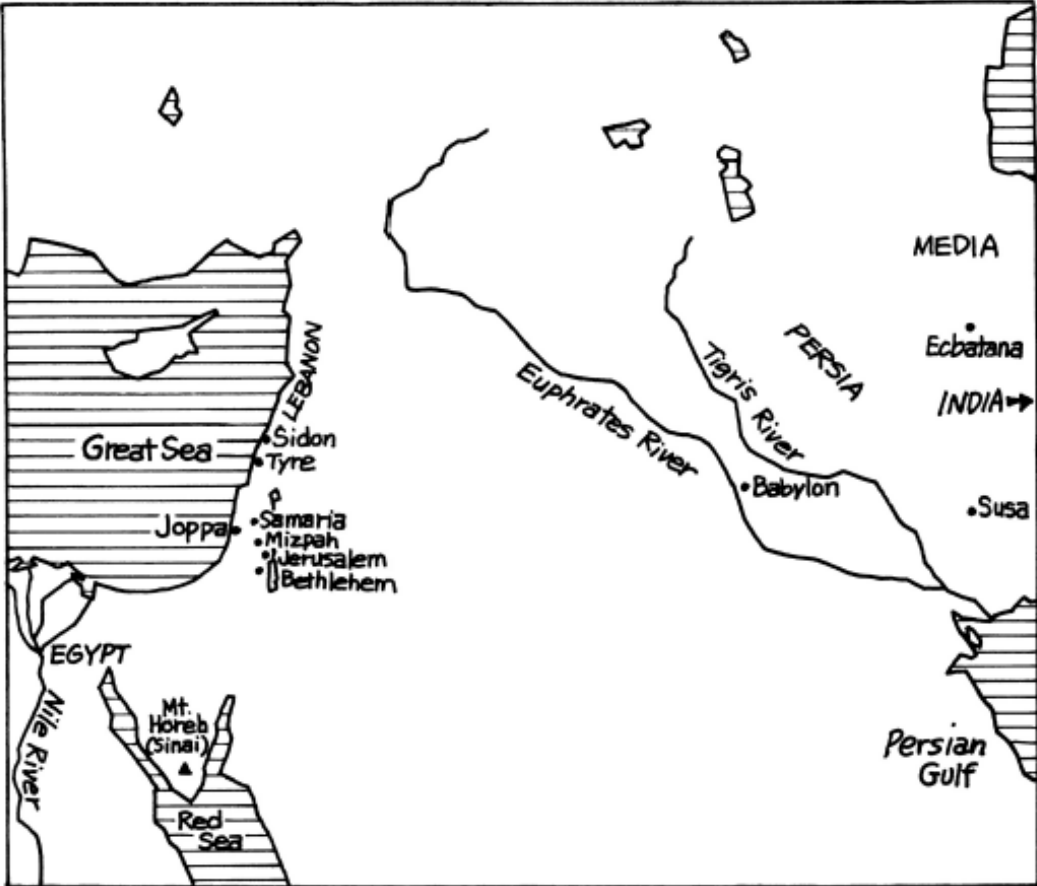 MEDIA
Ecbatana
PERSIA
LEBANON
Tigris River
INDIA
Euphrates River
Sidon
Great Sea
Tyre
Babylon
Susa
Samaria
Joppa
Mizpah
Jerusalem
Bethlehem
EGYPT
Mt.
Horeb
(Sinai)
Nile River
Persian
Gulf
Red
Sea